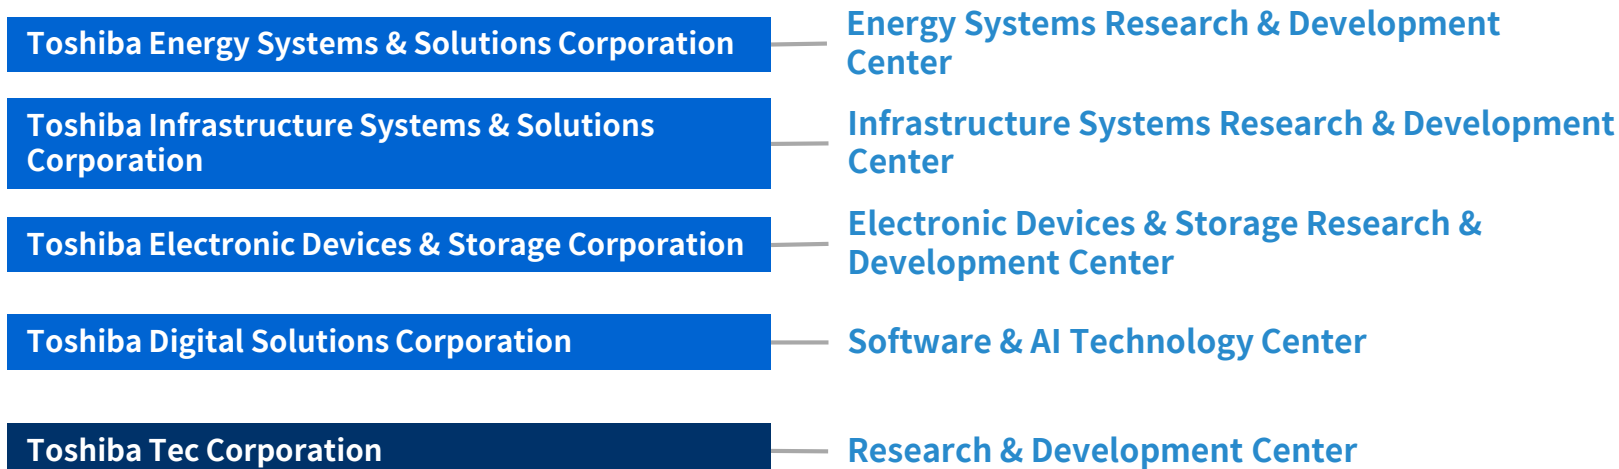 Toshiba Energy Systems & Solutions Corporation
Energy Systems Research & Development
Center
Toshiba Infrastructure Systems & Solutions
Corporation
Infrastructure Systems Research & Development
Center
Toshiba Electronic Devices & Storage Corporation
Electronic Devices & Storage Research &
Development Center
Toshiba Digital Solutions Corporation
Software & AI Technology Center
Toshiba Tec Corporation
Research & Development Center